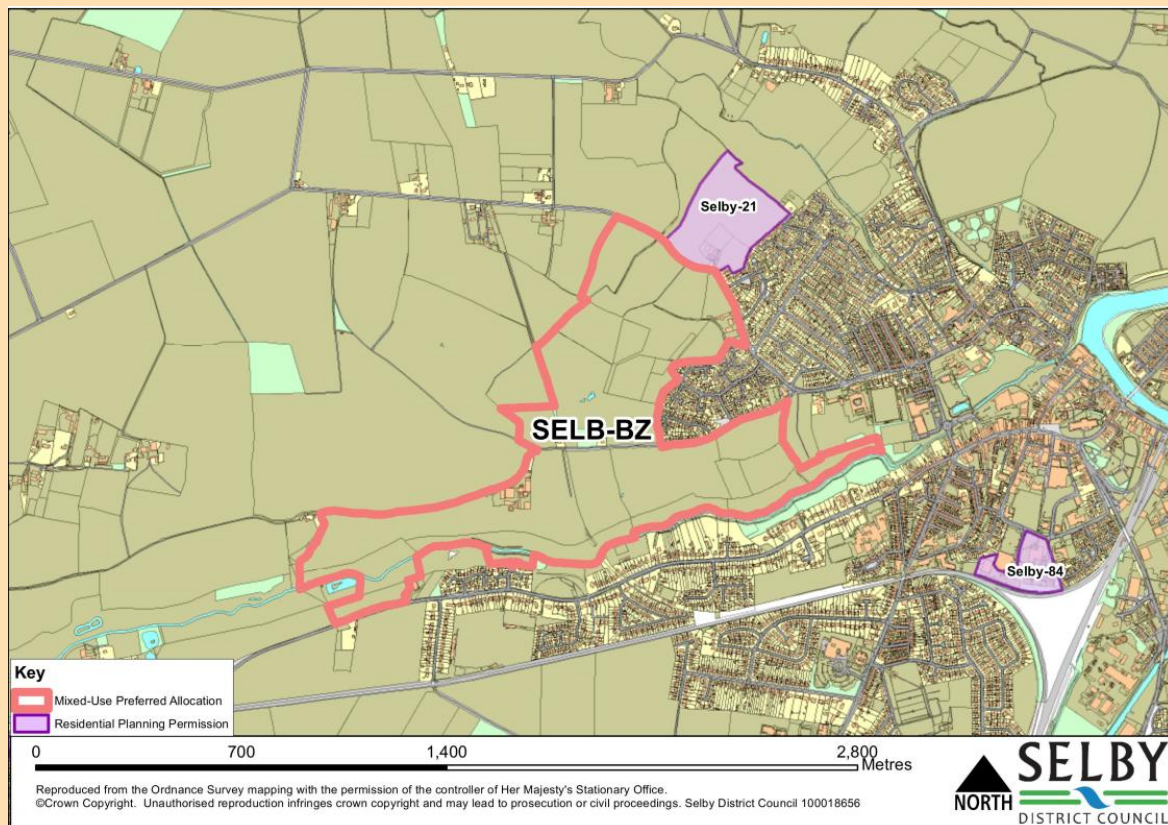 Selby-21
SELB-BZ
Selby-84
Key
Mixed-Use Preferred Allocation
Residential Planning Permission
0 700 1,400 2,800
Metres
Reproduced from the Ordnance Survey mapping with the permission of the controller of Her Majesty's Stationary Office.
©Crown Copyright. Unauthorised reproduction infringes crown copyright and may lead to prosecution or civil proceedings. Selby District Council 100018656
NORTH
SELBY
DISTRICT COUNCIL